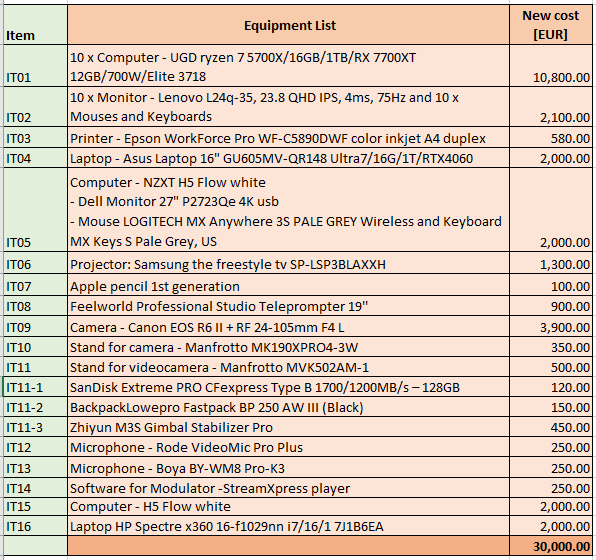 Item Equipment List New cost [EUR]
IT01 10 x Computer - UGD ryzen 7 5700X/16GB/1TB/RX 7700XT
12GB/700W/Elite 3718 10,800.00
IT02 10 x Monitor - Lenovo L24q-35, 23.8 QHD IPS, 4ms, 75Hz and 10 x
Mouses and Keyboards 2,100.00
IT03 Printer - Epson WorkForce Pro WF-C5890DWF color inkjet A4 duplex 580.00
IT04 Laptop - Asus Laptop 16" GU605MV-QR148 Ultra7/16G/1T/RTX4060 2,000.00
IT05 Computer - NZXT H5 Flow white
- Dell Monitor 27" P2723Qe 4K usb
- Mouse LOGITECH MX Anywhere 3S PALE GREY Wireless and Keyboard
MX Keys S Pale Grey, US 2,000.00
IT06 Projector: Samsung the freestyle tv SP-LSP3BLAXXH 1,300.00
IT07 Apple pencil 1st generation 100.00
IT08 Feelworld Professional Studio Teleprompter 19" 900.00
IT09 Camera - Canon EOS R6 II + RF 24-105mm F4 L 3,900.00
IT10 Stand for camera - Manfrotto MK190XPRO4-3W 350.00
IT11 Stand for videocamera - Manfrotto MVK502AM-1 500.00
IT11-1 SanDisk Extreme PRO CFexpress Type B 1700/1200MB/s – 128GB 120.00
IT11-2 BackpackLowepro Fastpack BP 250 AW III (Black) 150.00
IT11-3 Zhiyun M3S Gimbal Stabilizer Pro 450.00
IT12 Microphone - Rode VideoMic Pro Plus 250.00
IT13 Microphone - Boya BY-WM8 Pro-K3 250.00
IT14 Software for Modulator -StreamXpress player 250.00
IT15 Computer - H5 Flow white 2,000.00
IT16 Laptop HP Spectre x360 16-f1029nn i7/16/1 7J1B6EA 2,000.00
30,000.00